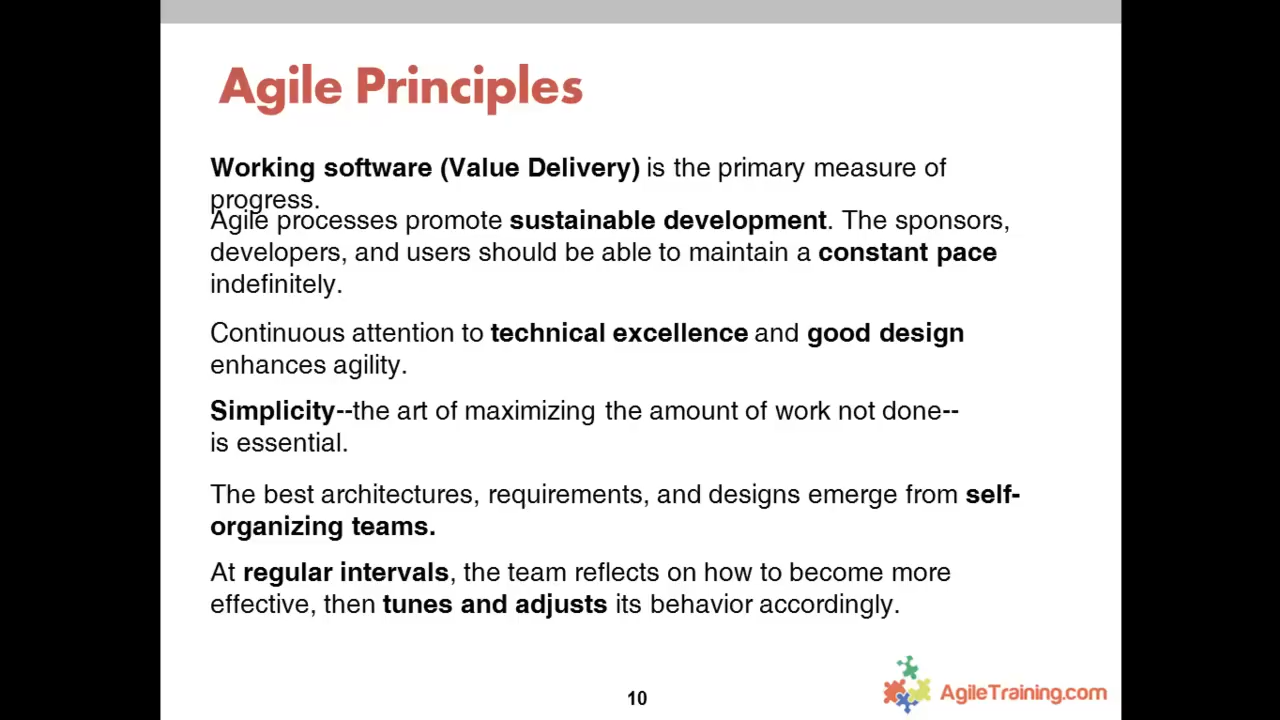 Agile Principles
Working software (Value Delivery) is the primary measure of
progress.
Agile processes promote sustainable development. The sponsors,
developers, and users should be able to maintain a constant pace
indefinitely.
Continuous attention to technical excellence and good design
enhances agility.
Simplicity--the art of maximizing the amount of work not done--
is essential.
The best architectures, requirements, and designs emerge from self-
organizing teams.
At regular intervals, the team reflects on how to become more
effective, then tunes and adjusts its behavior accordingly.
10
AgileTraining.com